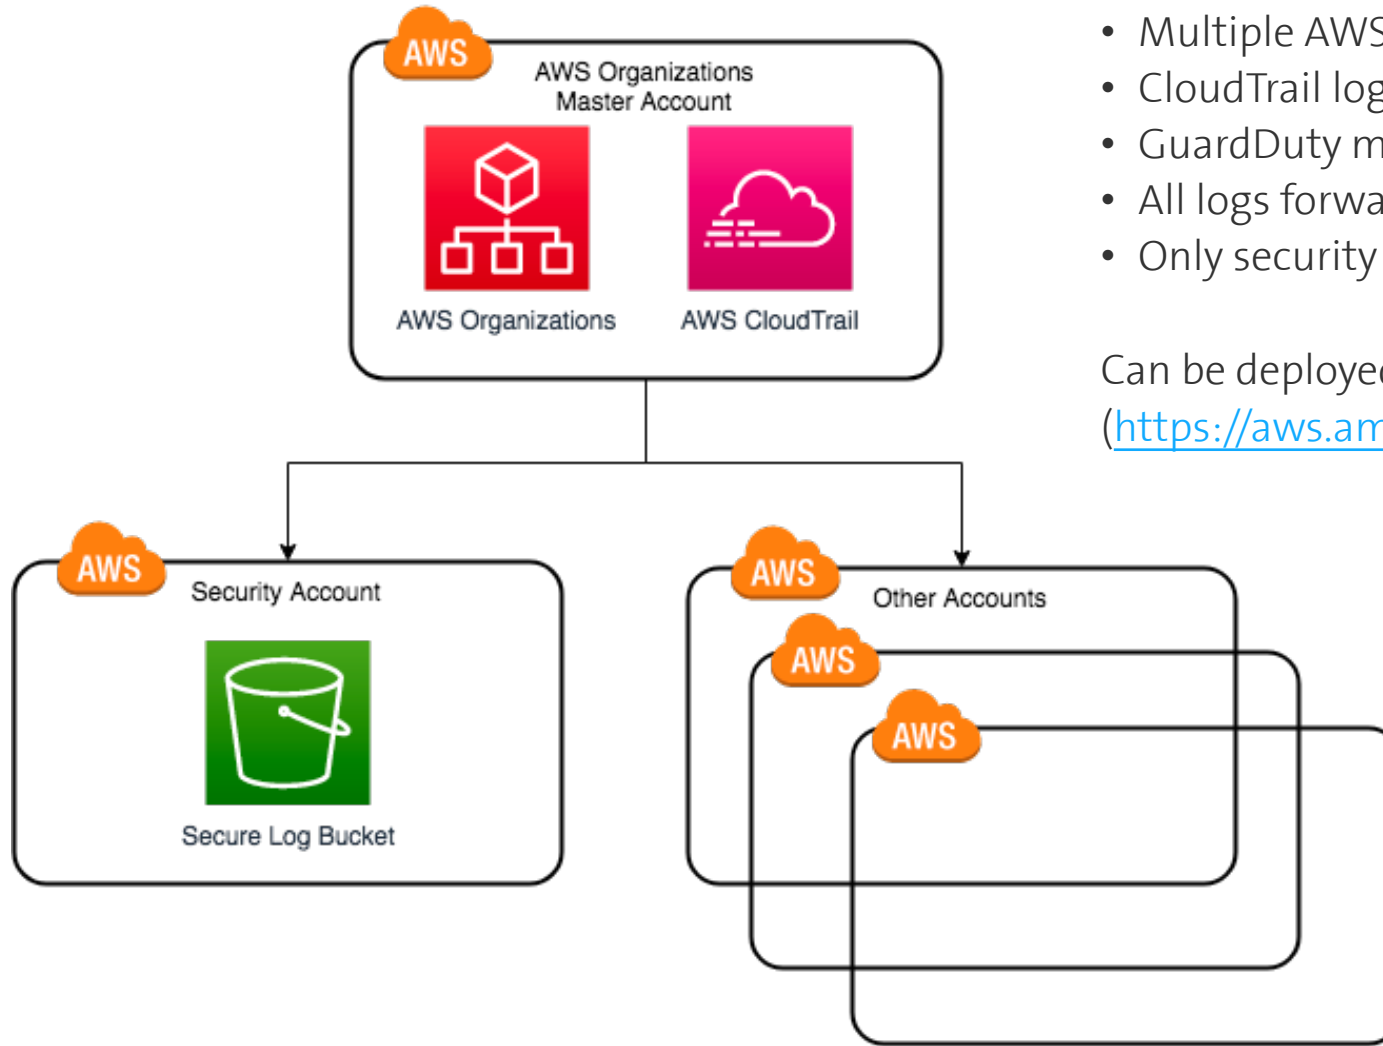 AWS
AWS Organizations
Master Account
AWS Organizations
AWS CloudTrail
• Multiple AWS
• CloudTrail log
• GuardDuty m
• All logs forwa
• Only security
Can be deployed
(https://aws.am
AWS
Security Account
Secure Log Bucket
AWS
Other Accounts
AWS
AWS